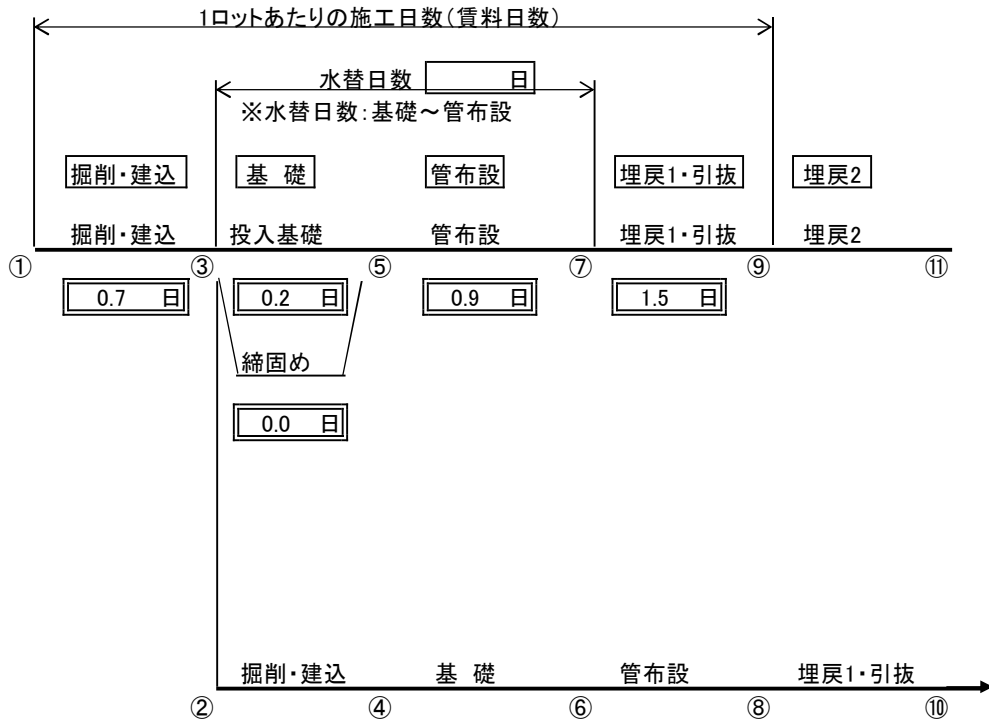 1ロットあたりの施工日数(賃料日数)
水替日数 日
※水替日数:基礎~管布設
掘削・建込 基 礎 管布設 埋戻1・引抜 埋戻2
掘削・建込 投入基礎 管布設 埋戻1・引抜 埋戻2
① ③ ⑤ ⑦ ⑨ ⑪
0.7 日 0.2 日 0.9 日 1.5 日
締固め
0.0 日
掘削・建込 基 礎 管布設 埋戻1・引抜
② ④ ⑥ ⑧ ⑩